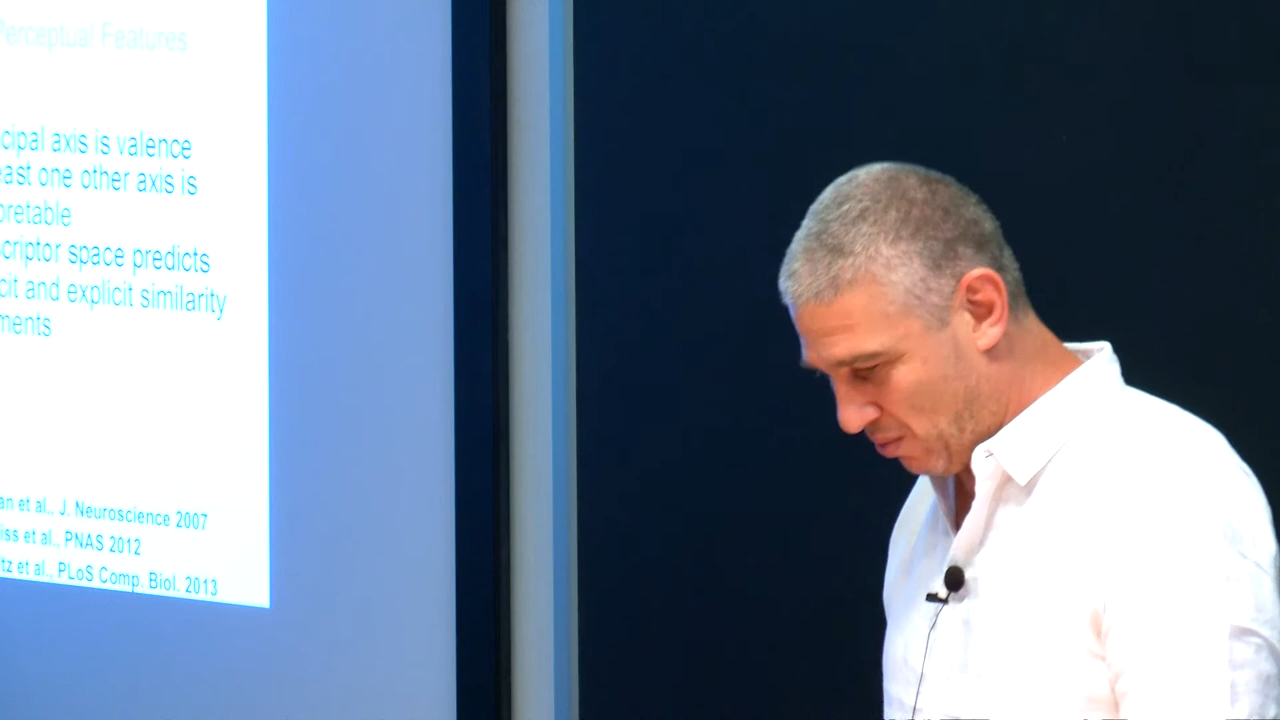 Perceptual Features
cipal axis is valence
east one other axis is
pretable
criptor space predicts
cit and explicit similarity
ments
an et al., J. Neuroscience 2007
iss et al., PNAS 2012
tz et al., PLoS Comp. Biol. 2013